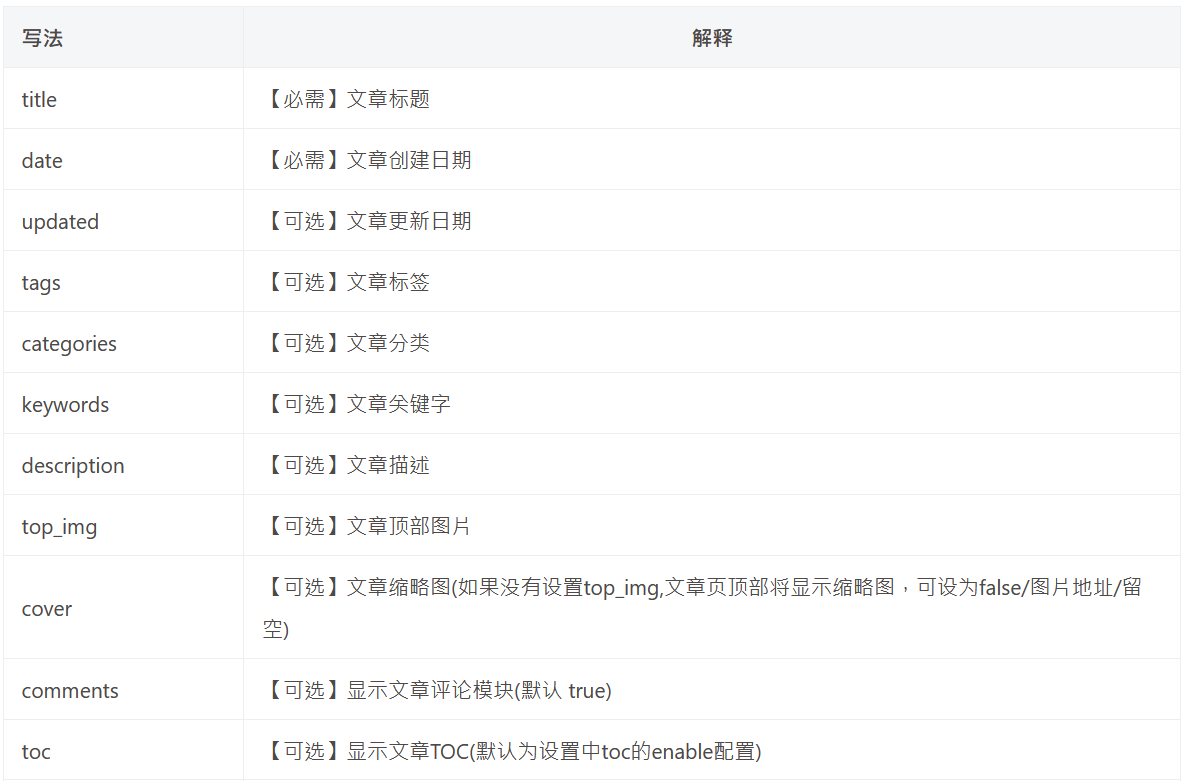 写法 解释
title 【必需】文章标题
date 【必需】文章创建日期
updated 【可选】文章更新日期
tags 【可选】文章标签
categories 【可选】文章分类
keywords 【可选】文章关键字
description 【可选】文章描述
top_img 【可选】文章顶部图片
cover 【可选】文章缩略图(如果没有设置top_img,文章页顶部将显示缩略图，可设为false/图片地址/留
空)
comments 【可选】显示文章评论模块(默认 true)
toc 【可选】显示文章TOC(默认为设置中toc的enable配置)